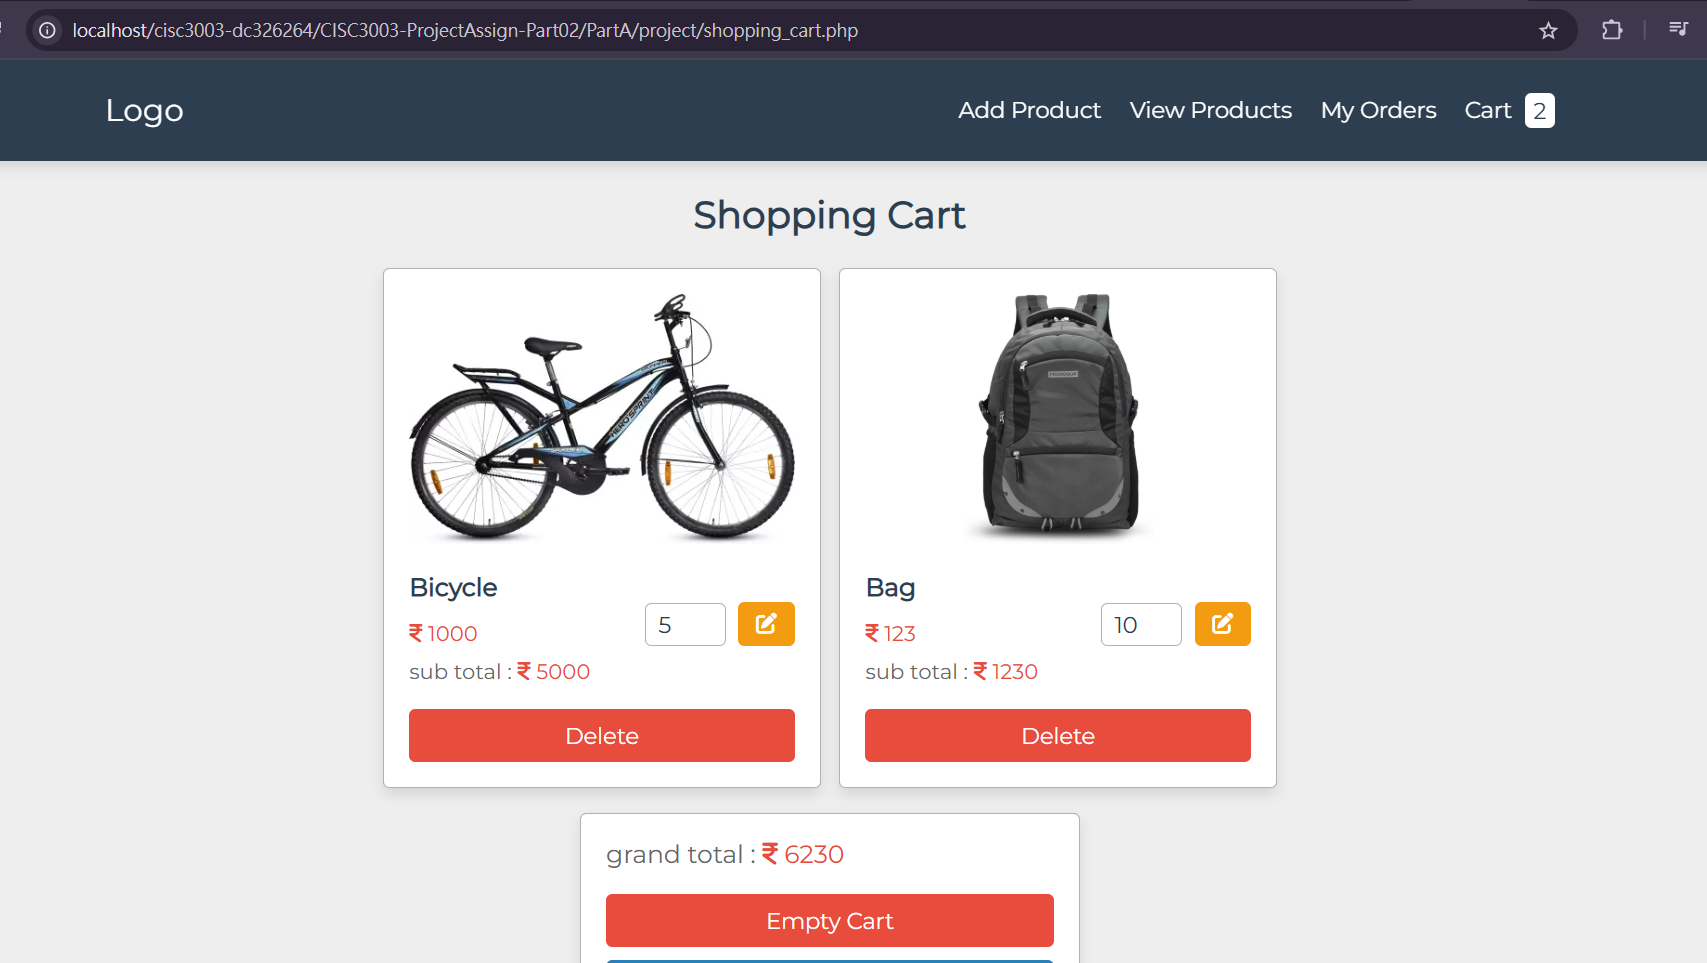 localhost/cisc3003-dc326264/CISC3003-ProjectAssign-Part02/PartA/project/shopping_cart.php
Logo
Add Product View Products My Orders Cart 2
Shopping Cart
Bicycle
₹ 1000
5
sub total : ₹ 5000
Delete
Bag
₹ 123
10
sub total : ₹ 1230
Delete
grand total : ₹ 6230
Empty Cart